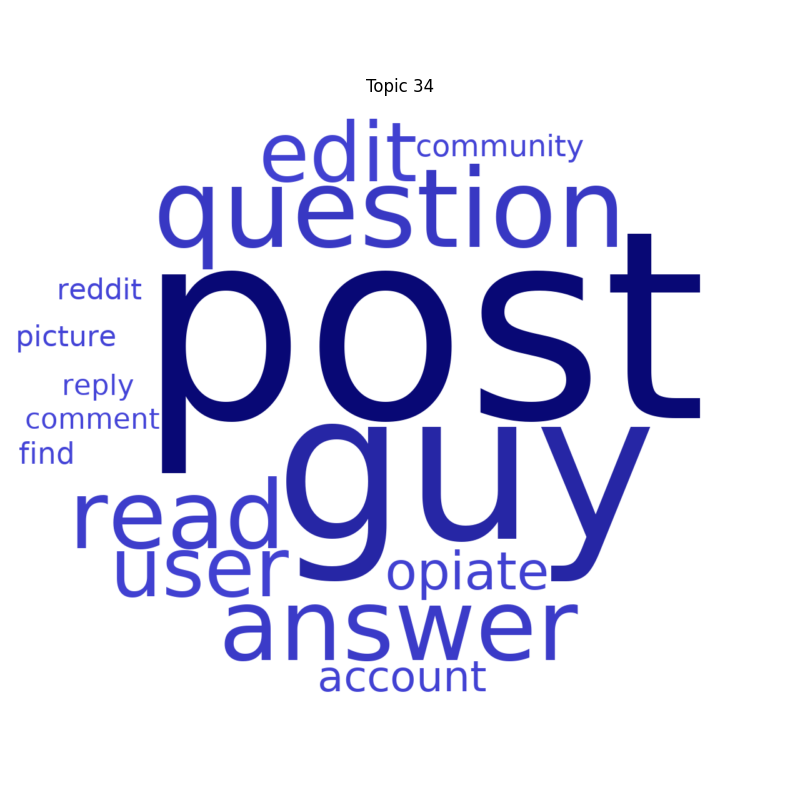 Topic 34
edit
community
question
post
reddit
picture
reply
comment
find
guy
read
user
opiate
answer
account